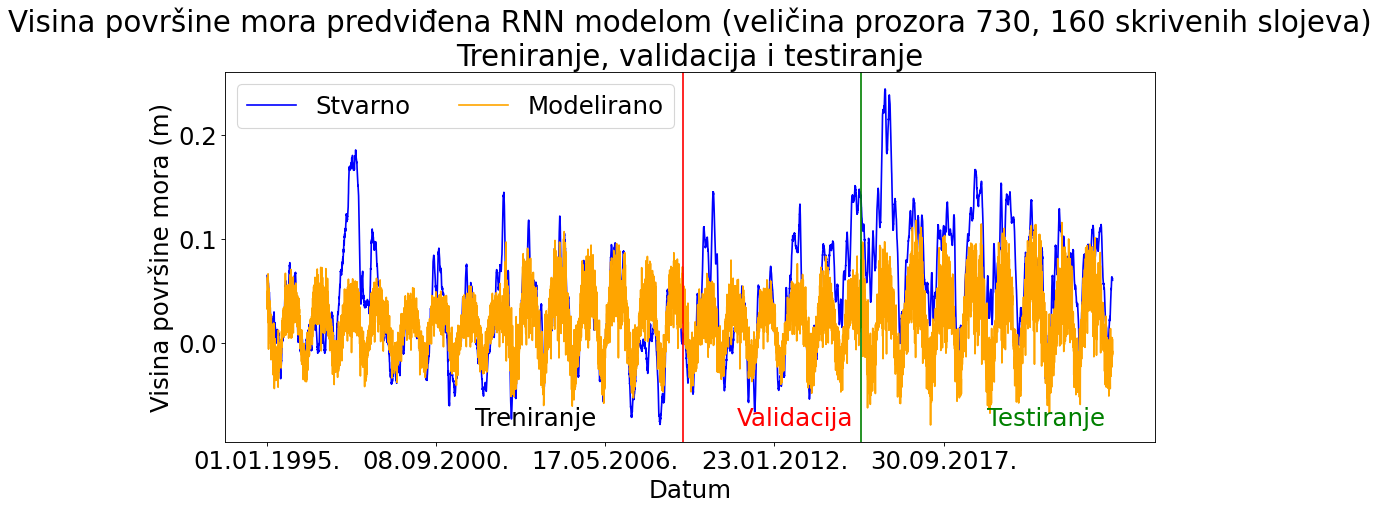 Visina površine mora predviđena RNN modelom (veličina prozora 730, 160 skrivenih slojeva)
Treniranje, validacija i testiranje
Stvarno Modelirano
Visina površine mora (m)
0.2
0.1
0.0
Treniranje Validacija Testiranje
01.01.1995. 08.09.2000. 17.05.2006. 23.01.2012. 30.09.2017.
Datum